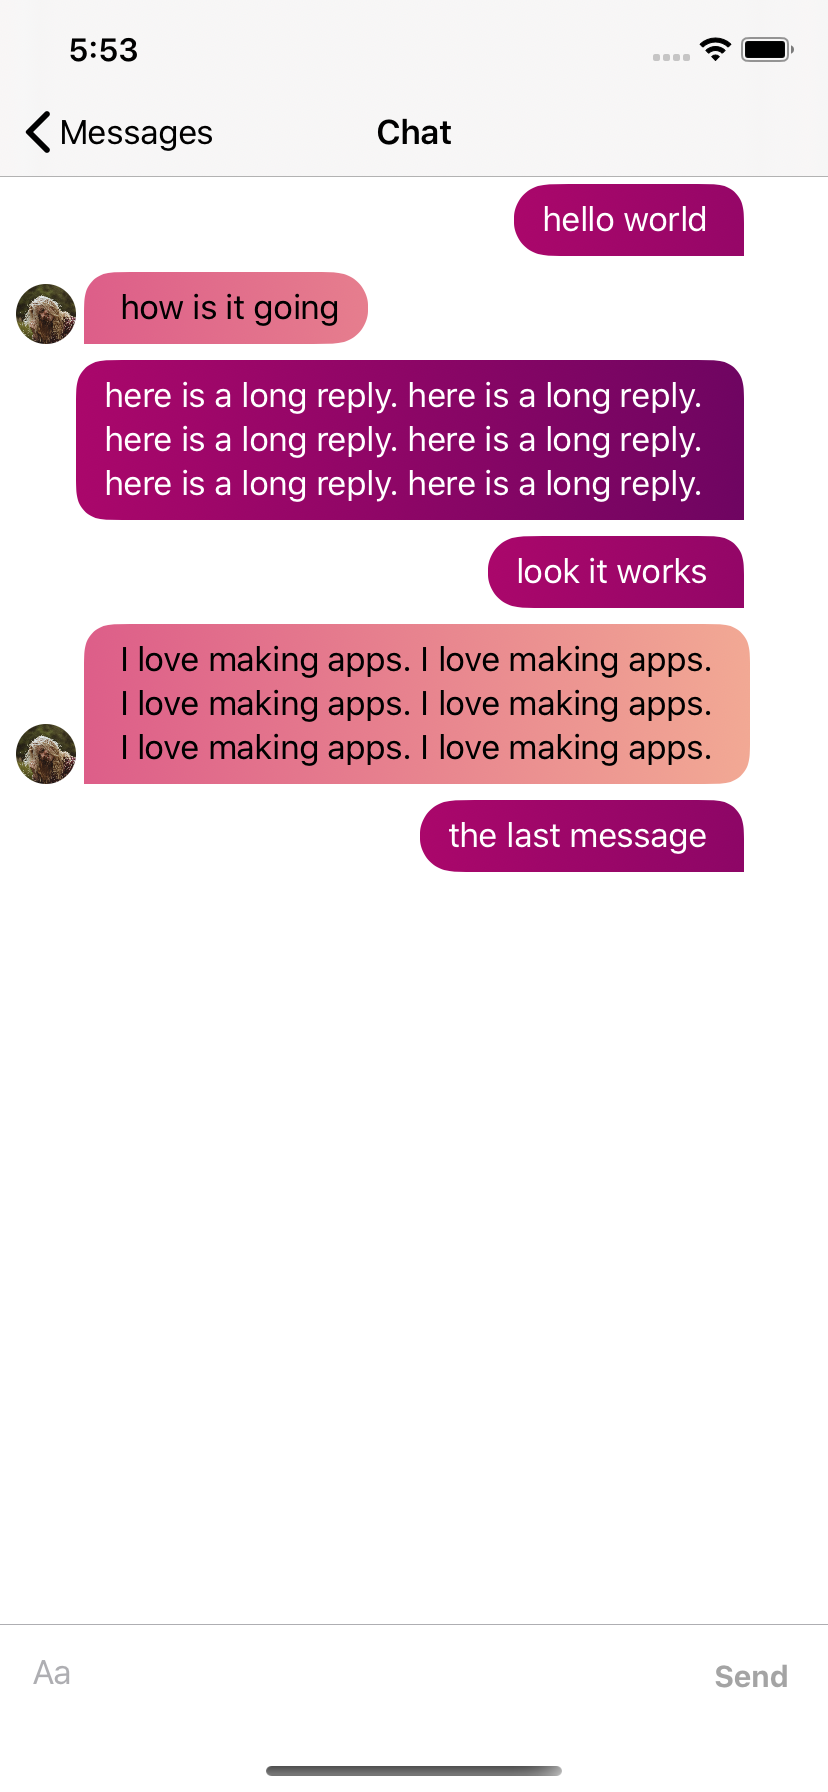 5:53
Messages
Chat
hello world
how is it going
here is a long reply. here is a long reply.
here is a long reply. here is a long reply.
here is a long reply. here is a long reply.
look it works
I love making apps. I love making apps.
I love making apps. I love making apps.
I love making apps. I love making apps.
the last message
Aa
Send